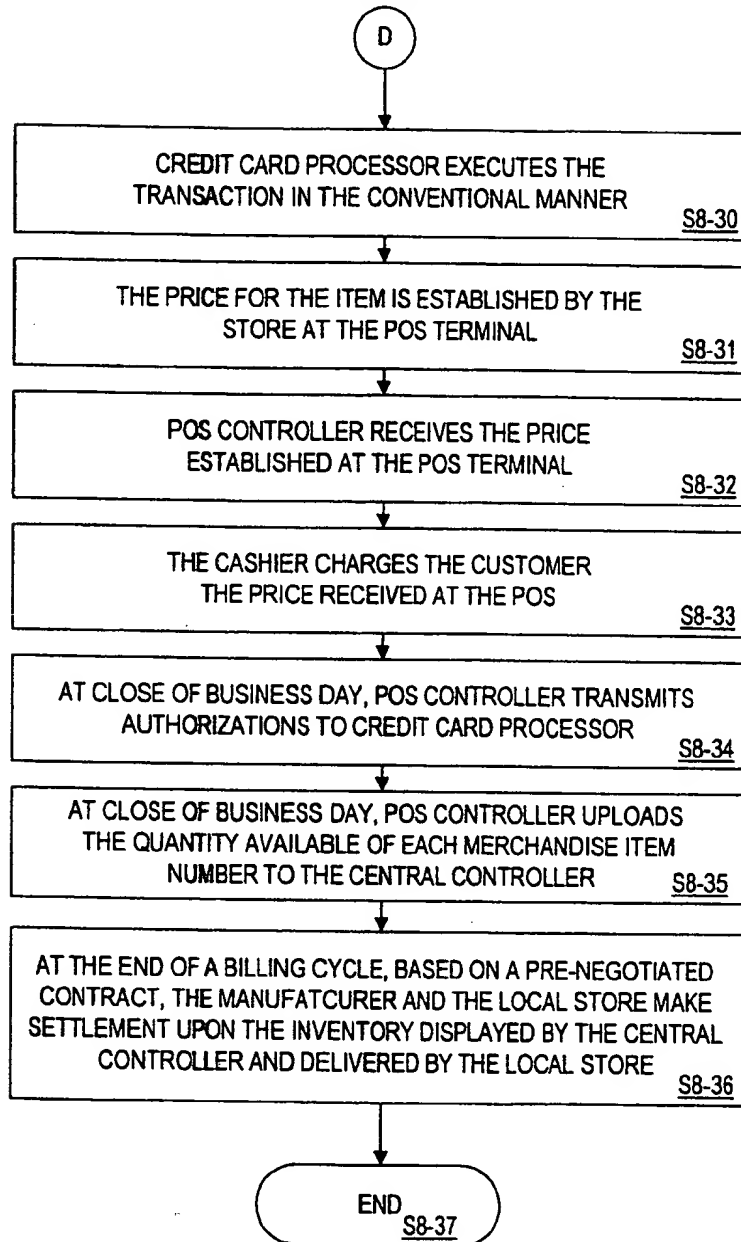 D
CREDIT CARD PROCESSOR EXECUTES THE
TRANSACTION IN THE CONVENTIONAL MANNER
S8-30
THE PRICE FOR THE ITEM IS ESTABLISHED BY THE
STORE AT THE POS TERMINAL
S8-31
POS CONTROLLER RECEIVES THE PRICE
ESTABLISHED AT THE POS TERMINAL
S8-32
THE CASHIER CHARGES THE CUSTOMER
THE PRICE RECEIVED AT THE POS
S8-33
AT CLOSE OF BUSINESS DAY, POS CONTROLLER TRANSMITS
AUTHORIZATIONS TO CREDIT CARD PROCESSOR
S8-34
AT CLOSE OF BUSINESS DAY, POS CONTROLLER UPLOADS
THE QUANTITY AVAILABLE OF EACH MERCHANDISE ITEM
NUMBER TO THE CENTRAL CONTROLLER
S8-35
AT THE END OF A BILLING CYCLE, BASED ON A PRE-NEGOTIATED
CONTRACT, THE MANUFATCURER AND THE LOCAL STORE MAKE
SETTLEMENT UPON THE INVENTORY DISPLAYED BY THE CENTRAL
CONTROLLER AND DELIVERED BY THE LOCAL STORE
S8-36
END
S8-37